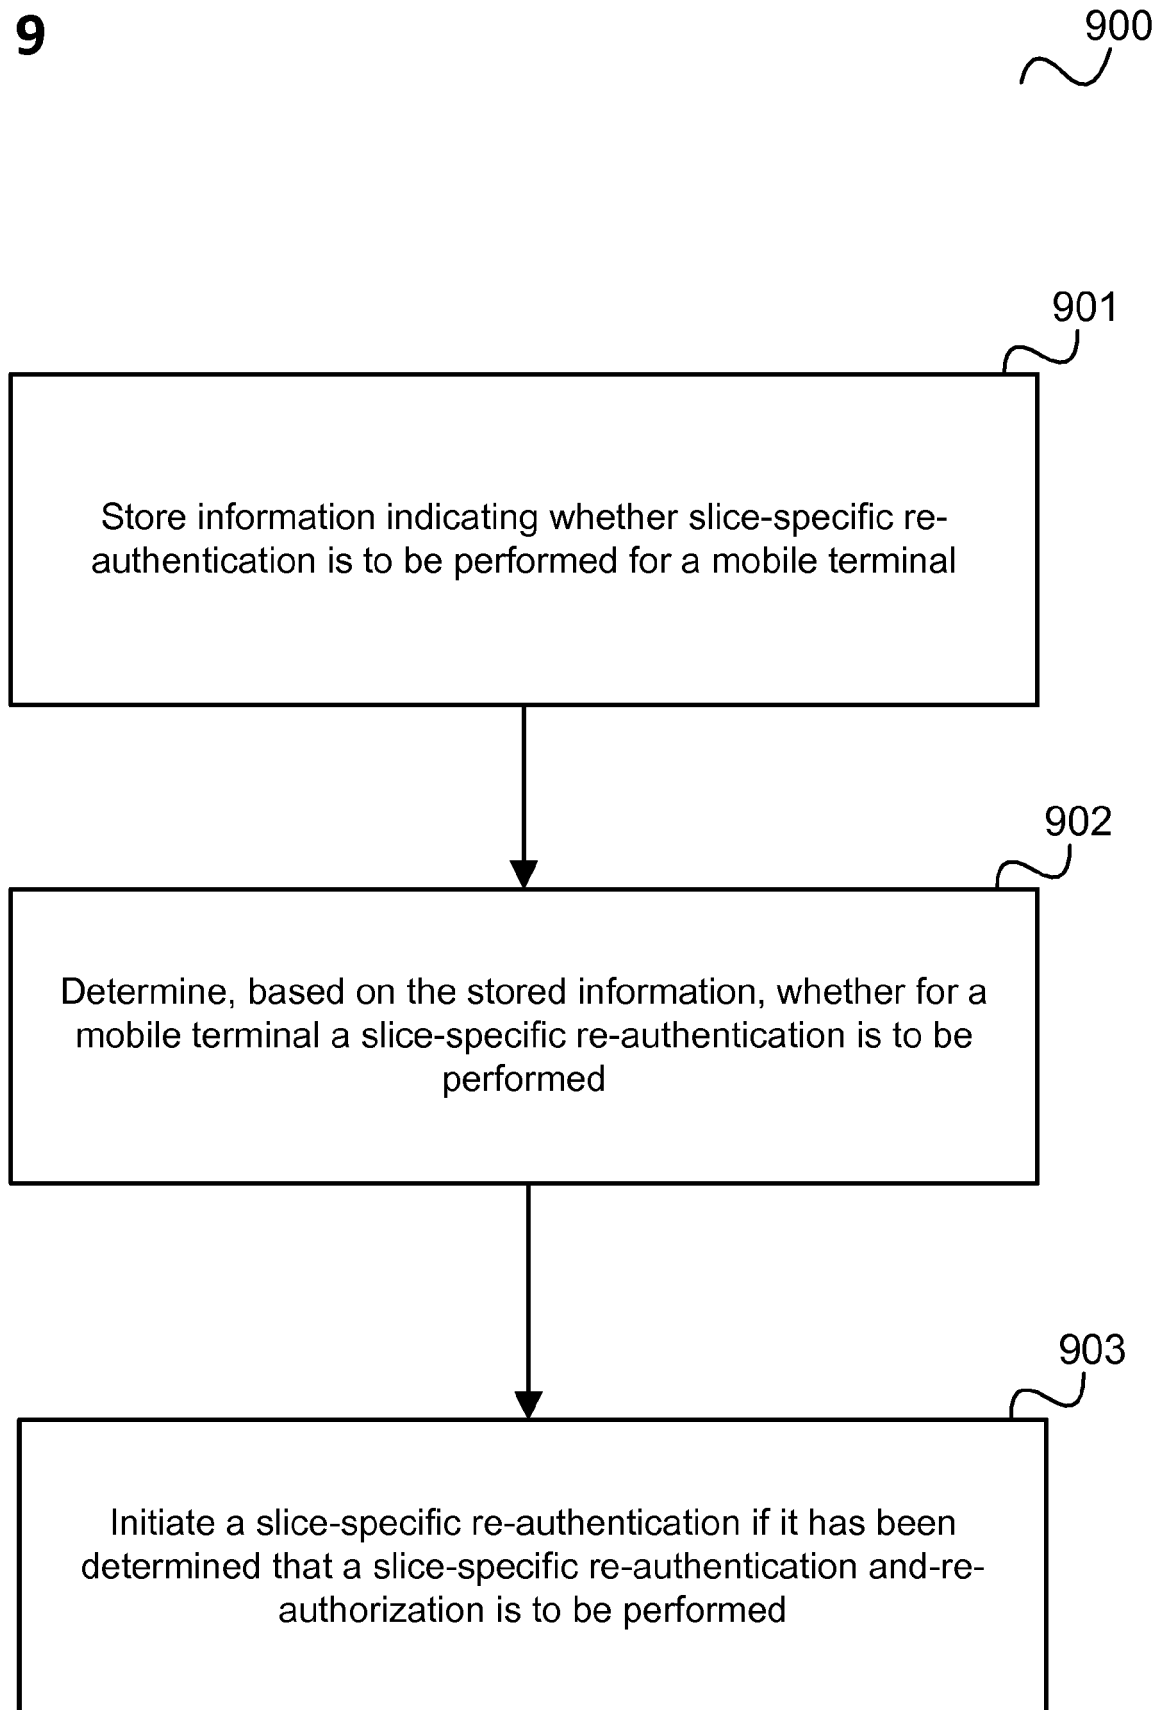 9
900
901
Store information indicating whether slice-specific re-
authentication is to be performed for a mobile terminal
902
Determine, based on the stored information, whether for a
mobile terminal a slice-specific re-authentication is to be
performed
903
Initiate a slice-specific re-authentication if it has been
determined that a slice-specific re-authentication and-re-
authorization is to be performed